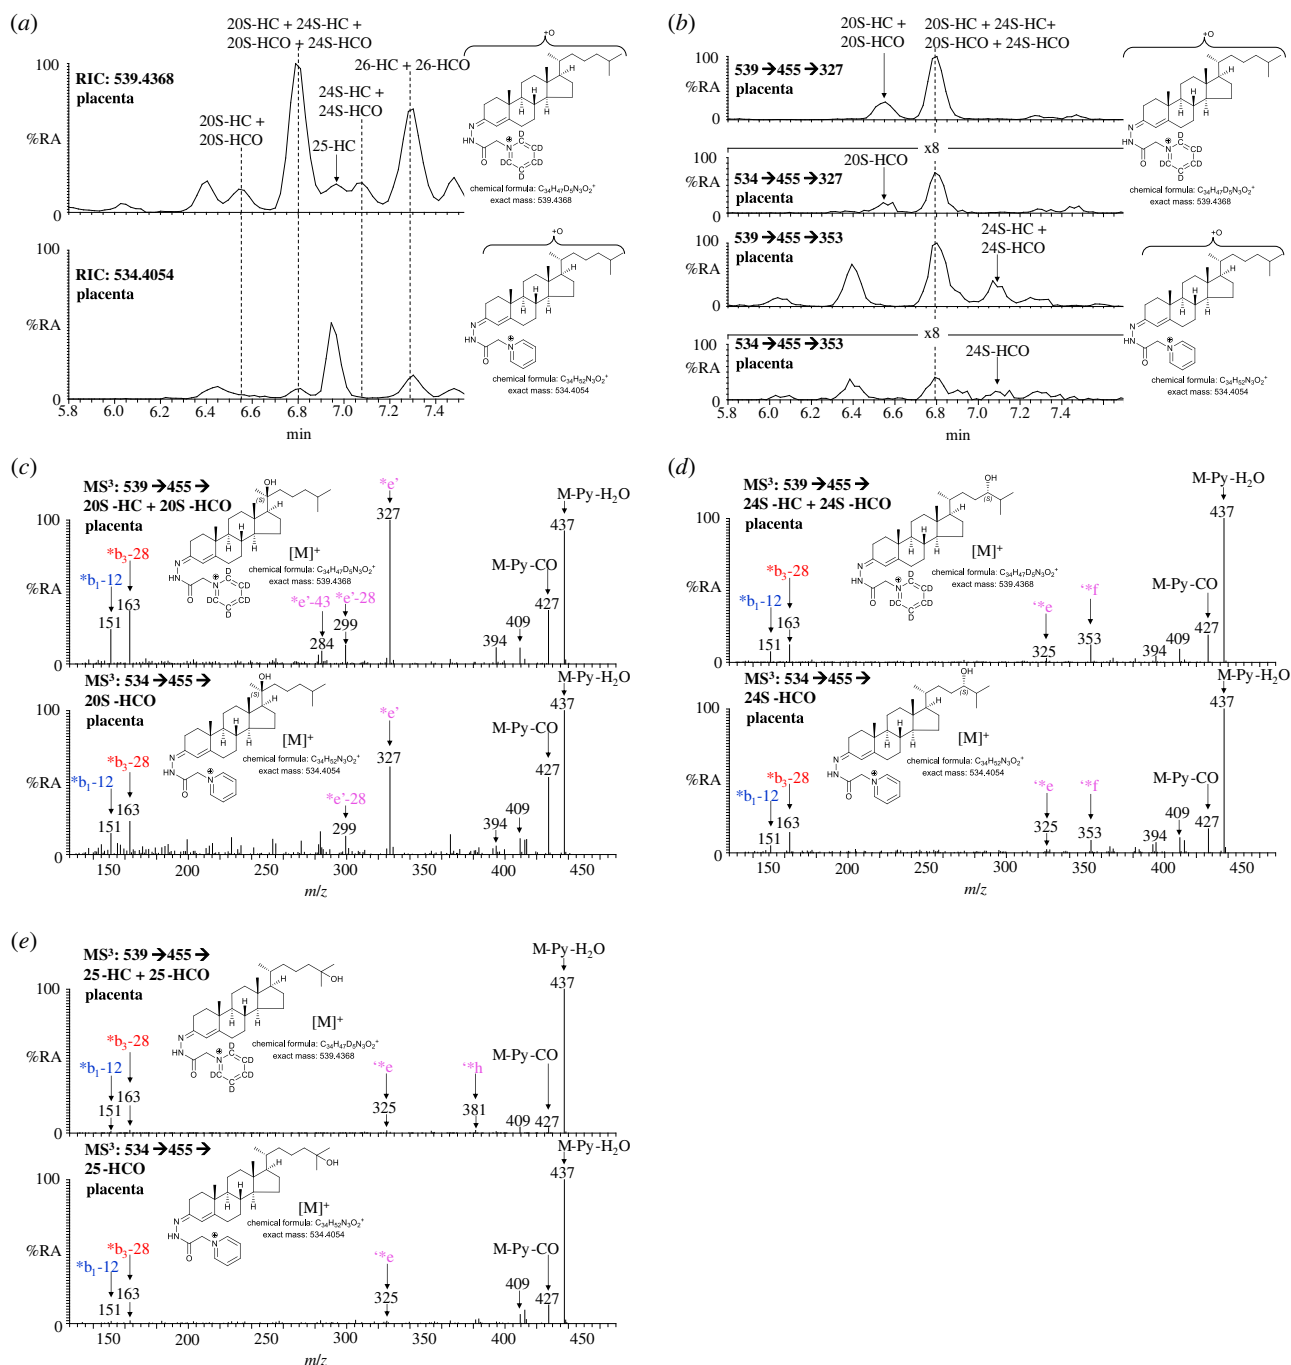 (a)
20S-HC + 24S-HC +
20S-HCO + 24S-HCO
+O
100
RIC: 539.4368
placenta
26-HC + 26-HCO
24S-HC +
24S-HCO
20S-HC +
20S-HCO
25-HC
%RA
N
HN
O
N
D
D
D
D
D
chemical formula: C34H47D5N3O2+
exact mass: 539.4368
0
+O
100
RIC: 534.4054
placenta
%RA
N
HN
O
N
chemical formula: C34H52N3O2+
exact mass: 534.4054
0
5.8 6.0 6.2 6.4 6.6 6.8 7.0 7.2 7.4
min
(b)
20S-HC +
20S-HCO
20S-HC + 24S-HC+
20S-HCO + 24S-HCO
+O
100
539→455→327
placenta
%RA
0
x8
100
534→455→327
placenta
20S-HCO
%RA
0
chemical formula: C34H47D5N3O2+
exact mass: 539.4368
100
539→455→353
placenta
24S-HC +
24S-HCO
+O
%RA
0
x8
100
534→455→353
placenta
24S-HCO
%RA
0
chemical formula: C34H52N3O2+
exact mass: 534.4054
5.8 6.0 6.2 6.4 6.6 6.8 7.0 7.2 7.4
min
(c)
MS3: 539→455→
20S-HC + 20S-HCO
placenta
OH
(S)
*e'
M-Py-H2O
100
327
437
*b3-28
*b1-12
[M]+
chemical formula: C34H47D5N3O2+
exact mass: 539.4368
M-Py-CO
%RA
163
151
*e'-43
*e'-28
284
299
394
409
427
0
MS3: 534→455→
20S-HCO
placenta
OH
(S)
*e'
M-Py-H2O
100
437
327
*b3-28
*b1-12
[M]+
chemical formula: C34H52N3O2+
exact mass: 534.4054
M-Py-CO
%RA
163
151
*e'-28
299
394
409
427
0
150 200 250 300 350 400 450
m/z
(d)
MS3: 539→455→
24S-HC + 24S-HCO
placenta
OH
(S)
M-Py-H2O
100
437
*b3-28
*b1-12
[M]+
chemical formula: C34H47D5N3O2+
exact mass: 539.4368
M-Py-CO
%RA
163
151
‘*e
‘*f
325
353
394
409
427
0
MS3: 534→455→
24S-HCO
placenta
OH
(S)
M-Py-H2O
100
437
*b3-28
*b1-12
[M]+
chemical formula: C34H52N3O2+
exact mass: 534.4054
M-Py-CO
%RA
163
151
‘*e
‘*f
325
353
394
409
427
0
150 200 250 300 350 400 450
m/z
(e)
MS3: 539→455→
25-HC + 25-HCO
placenta
OH
M-Py-H2O
100
437
*b3-28
*b1-12
[M]+
chemical formula: C34H47D5N3O2+
exact mass: 539.4368
M-Py-CO
%RA
163
151
‘*e
‘*h
325
381
409
427
0
MS3: 534→455→
25-HCO
placenta
OH
M-Py-H2O
100
437
*b3-28
*b1-12
[M]+
chemical formula: C34H52N3O2+
exact mass: 534.4054
M-Py-CO
%RA
163
151
‘*e
325
409
427
0
150 200 250 300 350 400 450
m/z